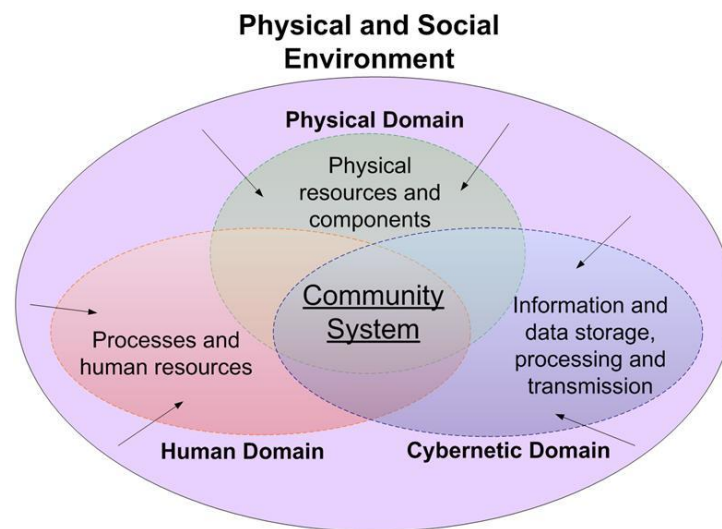 Physical and Social
Environment
Physical Domain
Physical
resources and
components
Community
System
Processes and
human resources
Information and
data storage,
processing and
transmission
Human Domain
Cybernetic Domain